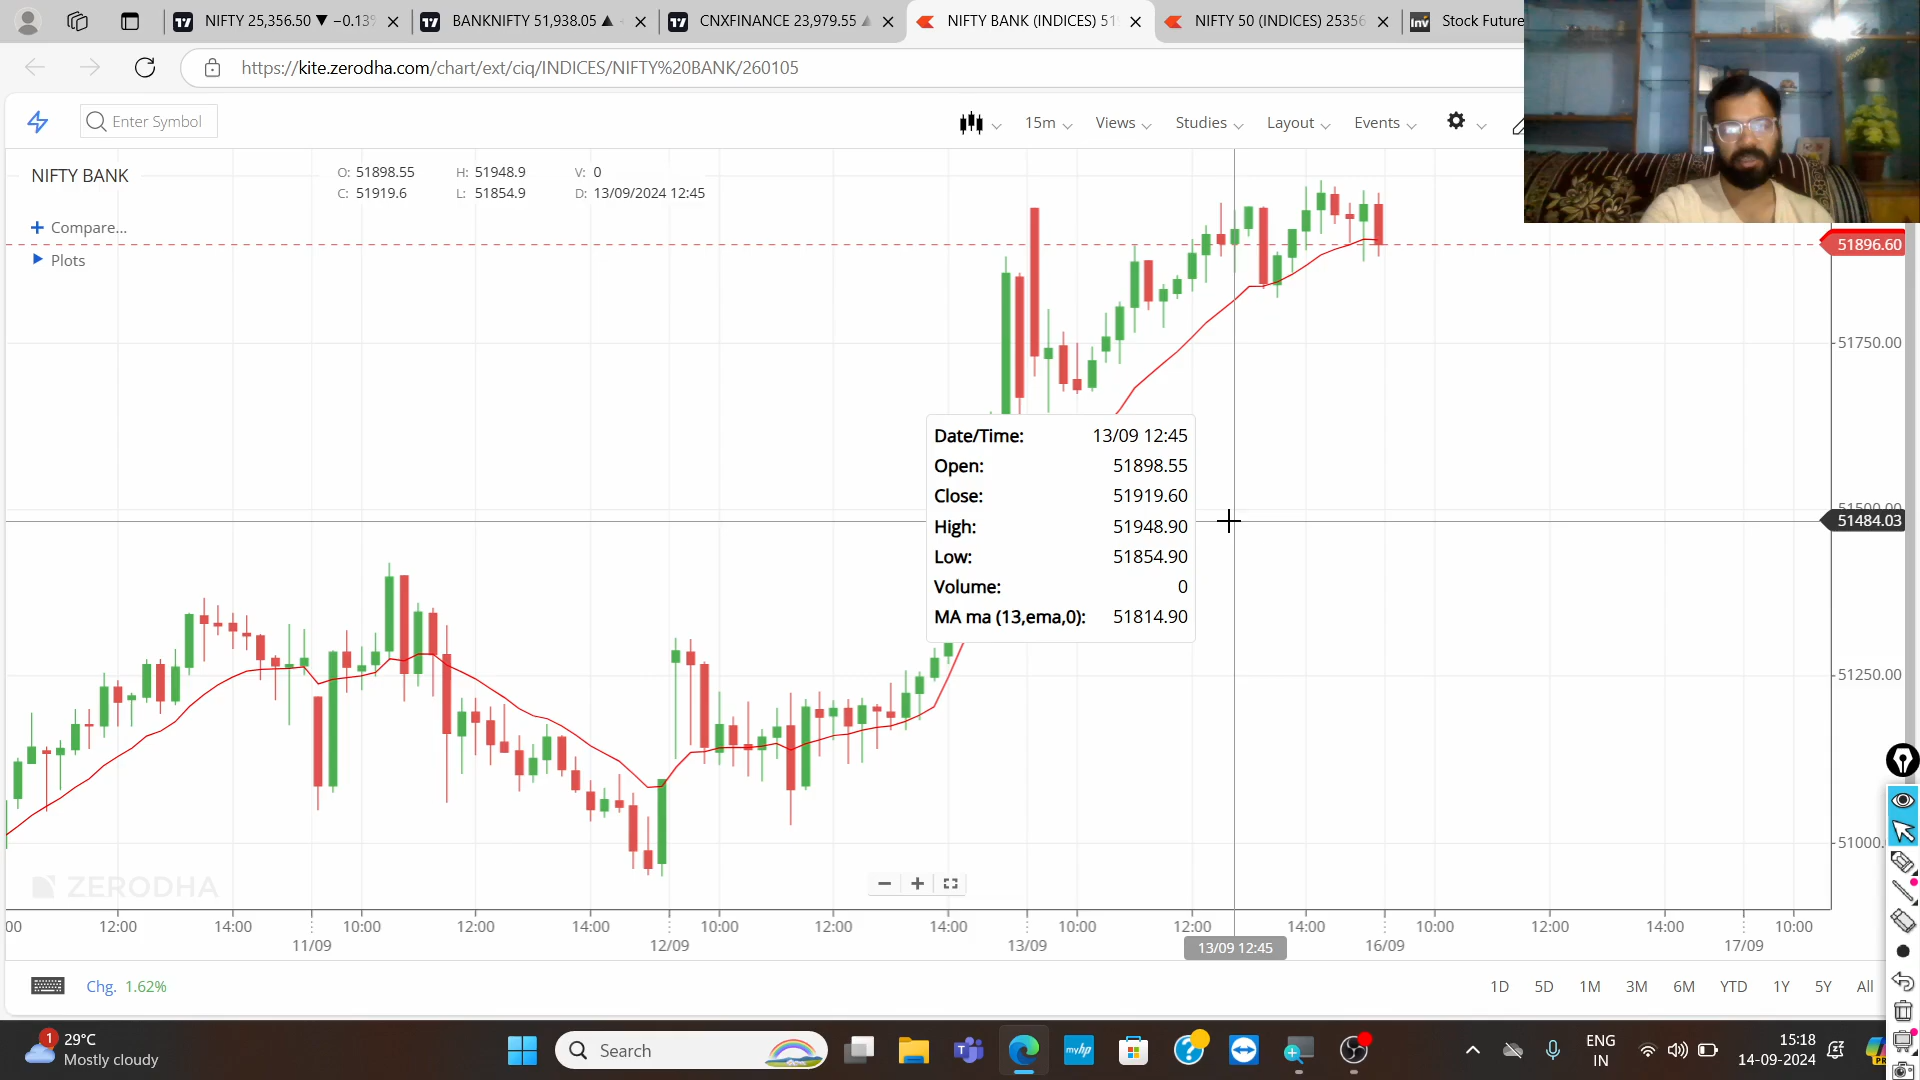 NIFTY 25,356.50 ▼ −0.13%
BANKNIFTY 51,938.05 ▲
CNXFINANCE 23,979.55 ▲
NIFTY BANK (INDICES) 51
NIFTY 50 (INDICES) 25356
Inv
Stock Future
https://kite.zerodha.com/chart/ext/ciq/INDICES/NIFTY%20BANK/260105
Enter Symbol
15m
Views
Studies
Layout
Events
NIFTY BANK
O: 51898.55 H: 51948.9 V: 0
C: 51919.6 L: 51854.9 D: 13/09/2024 12:45
+ Compare...
Plots
51896.60
51750.00
51484.03
51250.00
51000.
Date/Time: 13/09 12:45
Open: 51898.55
Close: 51919.60
High: 51948.90
Low: 51854.90
Volume: 0
MA ma (13,ema,0): 51814.90
ZERODHA
00 12:00 14:00 10:00 12:00 14:00 10:00 12:00 14:00 10:00 12:00 14:00 10:00 12:00 14:00 10:00
11/09 12/09 13/09 13/09 12:45 16/09 17/09
Chg. 1.62%
1D 5D 1M 3M 6M YTD 1Y 5Y All
1
29°C
Mostly cloudy
Search
myhp
ENG
IN
15:18
14-09-2024